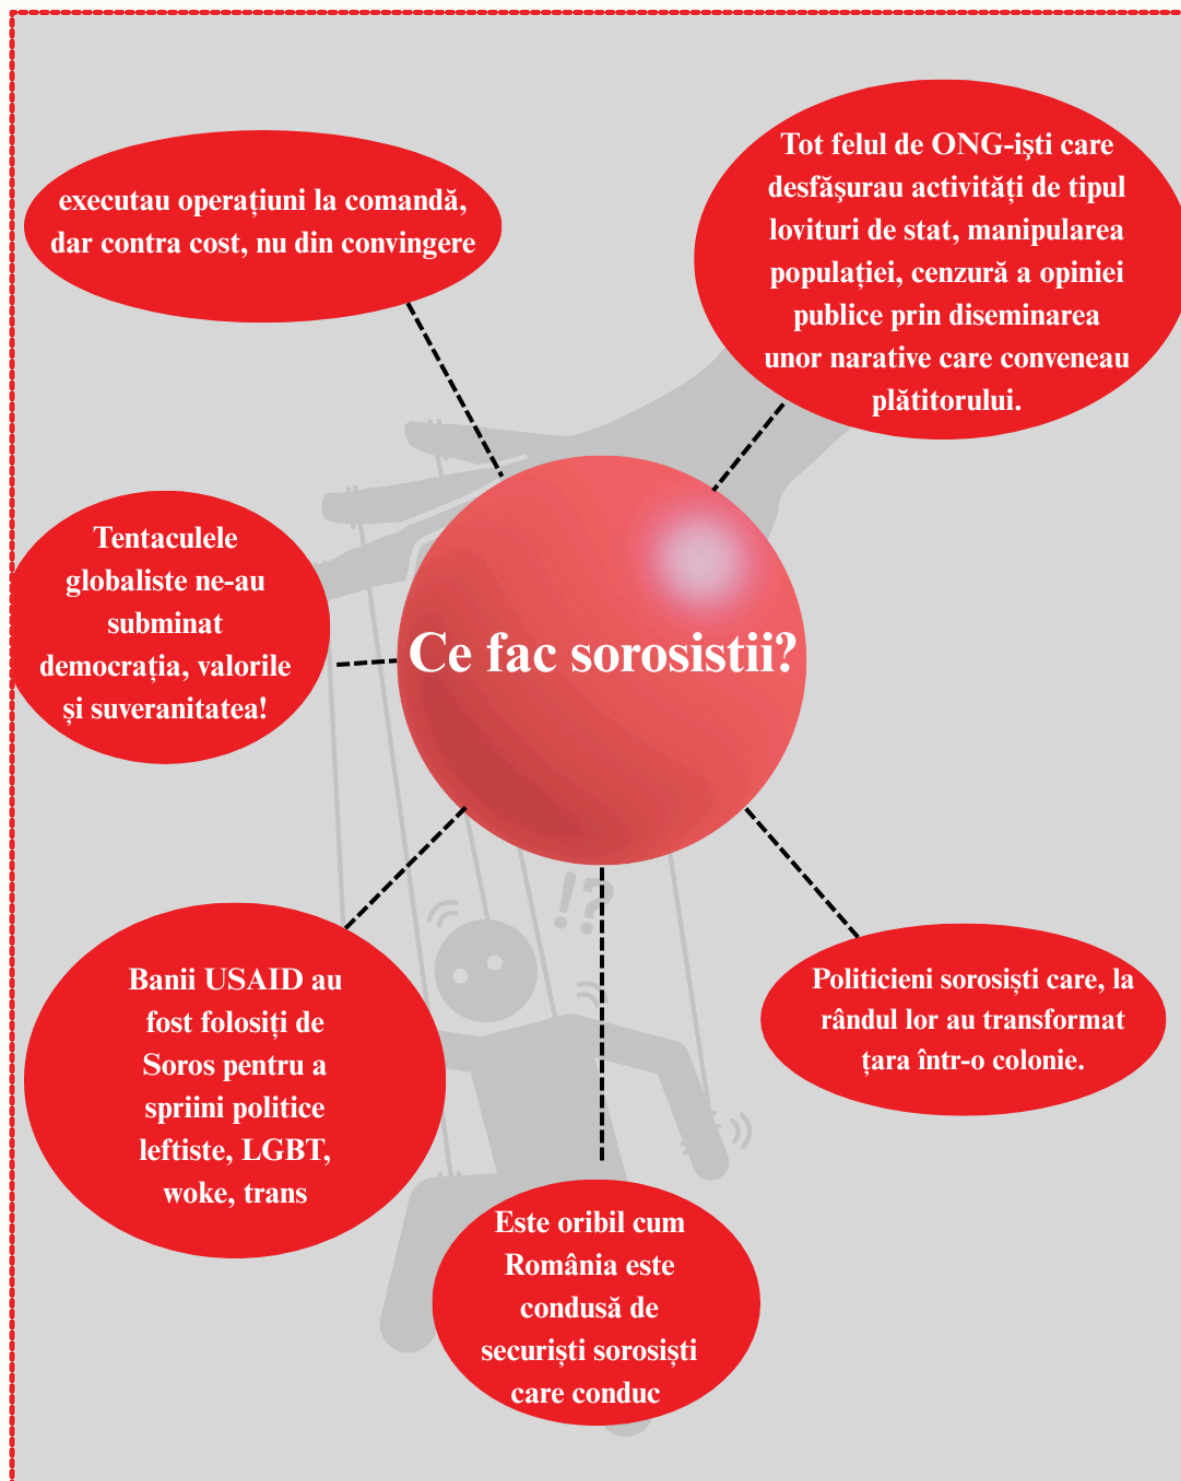 executau operațiuni la comandă,
dar contra cost, nu din convingere
Tot felul de ONG-iști care
desfășurau activități de tipul
lovituri de stat, manipularea
populației, cenzură a opiniei
publice prin diseminarea
unor narative care conveneau
plătitorului.
Tentaculele
globaliste ne-au
subminat
democrația, valorile
și suveranitatea!
Ce fac sorosistii?
!?
Banii USAID au
fost folosiți de
Soros pentru a
spriini politice
leftiste, LGBT,
woke, trans
Politicieni sorosiști care, la
rândul lor au transformat
țara într-o colonie.
Este oribil cum
România este
condusă de
securiști sorosiști
care conduc